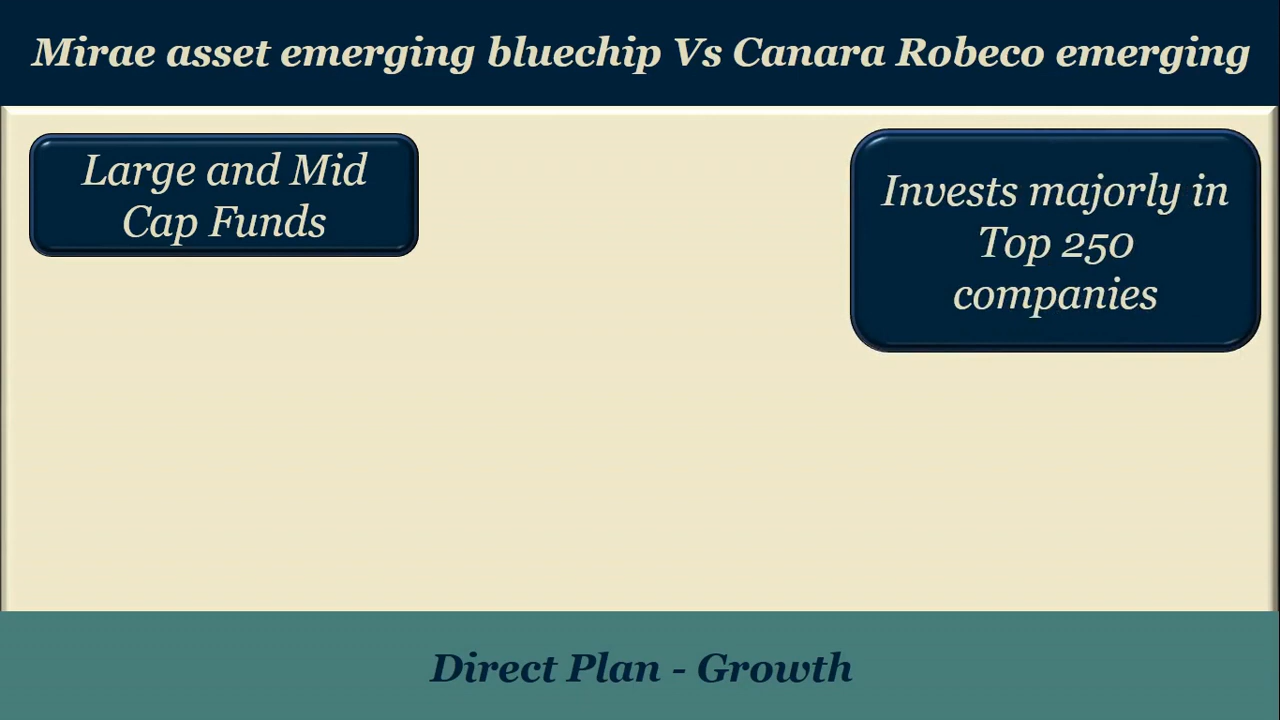 Mirae asset emerging bluechip Vs Canara Robeco emerging
Large and Mid
Cap Funds
Invests majorly in
Top 250
companies
Direct Plan - Growth